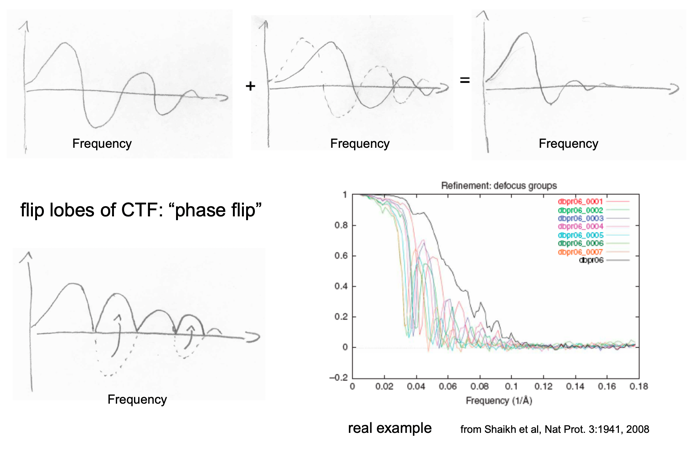 +
=
Frequency
Frequency
Frequency
flip lobes of CTF: “phase flip”
Refinement: defocus groups
dbpr06_0001
dbpr06_0002
dbpr06_0003
dbpr06_0004
dbpr06_0005
dbpr06_0006
dbpr06_0007
dbpr06
1
0.8
0.6
0.4
0.2
0
−0.2
0 0.02 0.04 0.06 0.08 0.1 0.12 0.14 0.16 0.18
Frequency (1/Å)
Frequency
real example
from Shaikh et al, Nat Prot. 3:1941, 2008